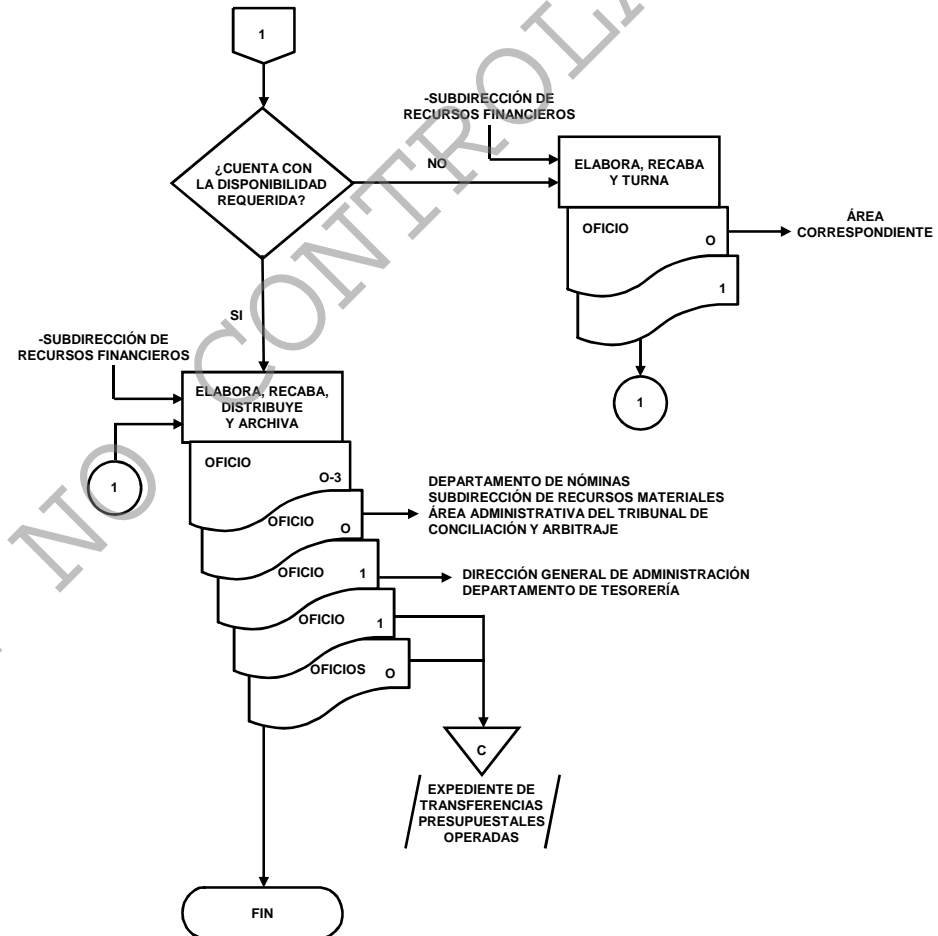 1
¿CUENTA CON
LA DISPONIBILIDAD
REQUERIDA?
NO
-SUBDIRECCIÓN DE
RECURSOS FINANCIEROS
ELABORA, RECABA
Y TURNA
OFICIO
O
1
ÁREA
CORRESPONDIENTE
1
SI
-SUBDIRECCIÓN DE
RECURSOS FINANCIEROS
ELABORA, RECABA,
DISTRIBUYE
Y ARCHIVA
1
OFICIO
O-3
OFICIO
O
DEPARTAMENTO DE NÓMINAS
SUBDIRECCIÓN DE RECURSOS MATERIALES
ÁREA ADMINISTRATIVA DEL TRIBUNAL DE
CONCILIACIÓN Y ARBITRAJE
OFICIO
1
DIRECCIÓN GENERAL DE ADMINISTRACIÓN
DEPARTAMENTO DE TESORERÍA
OFICIO
1
OFICIOS
O
C
EXPEDIENTE DE
TRANSFERENCIAS
PRESUPUESTALES
OPERADAS
FIN
NO CONTROLA